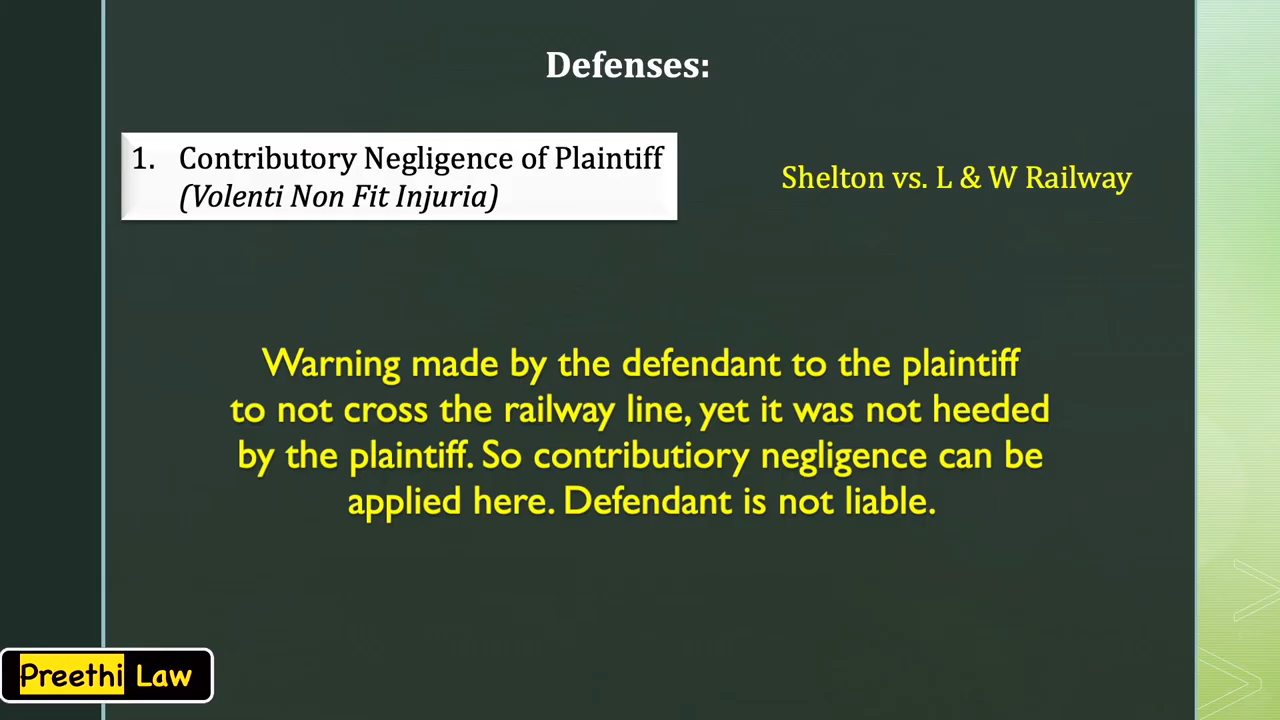 Defenses:
1. Contributory Negligence of Plaintiff
(Volenti Non Fit Injuria)
Shelton vs. L & W Railway
Warning made by the defendant to the plaintiff
to not cross the railway line, yet it was not heeded
by the plaintiff. So contributiory negligence can be
applied here. Defendant is not liable.
Preethi Law